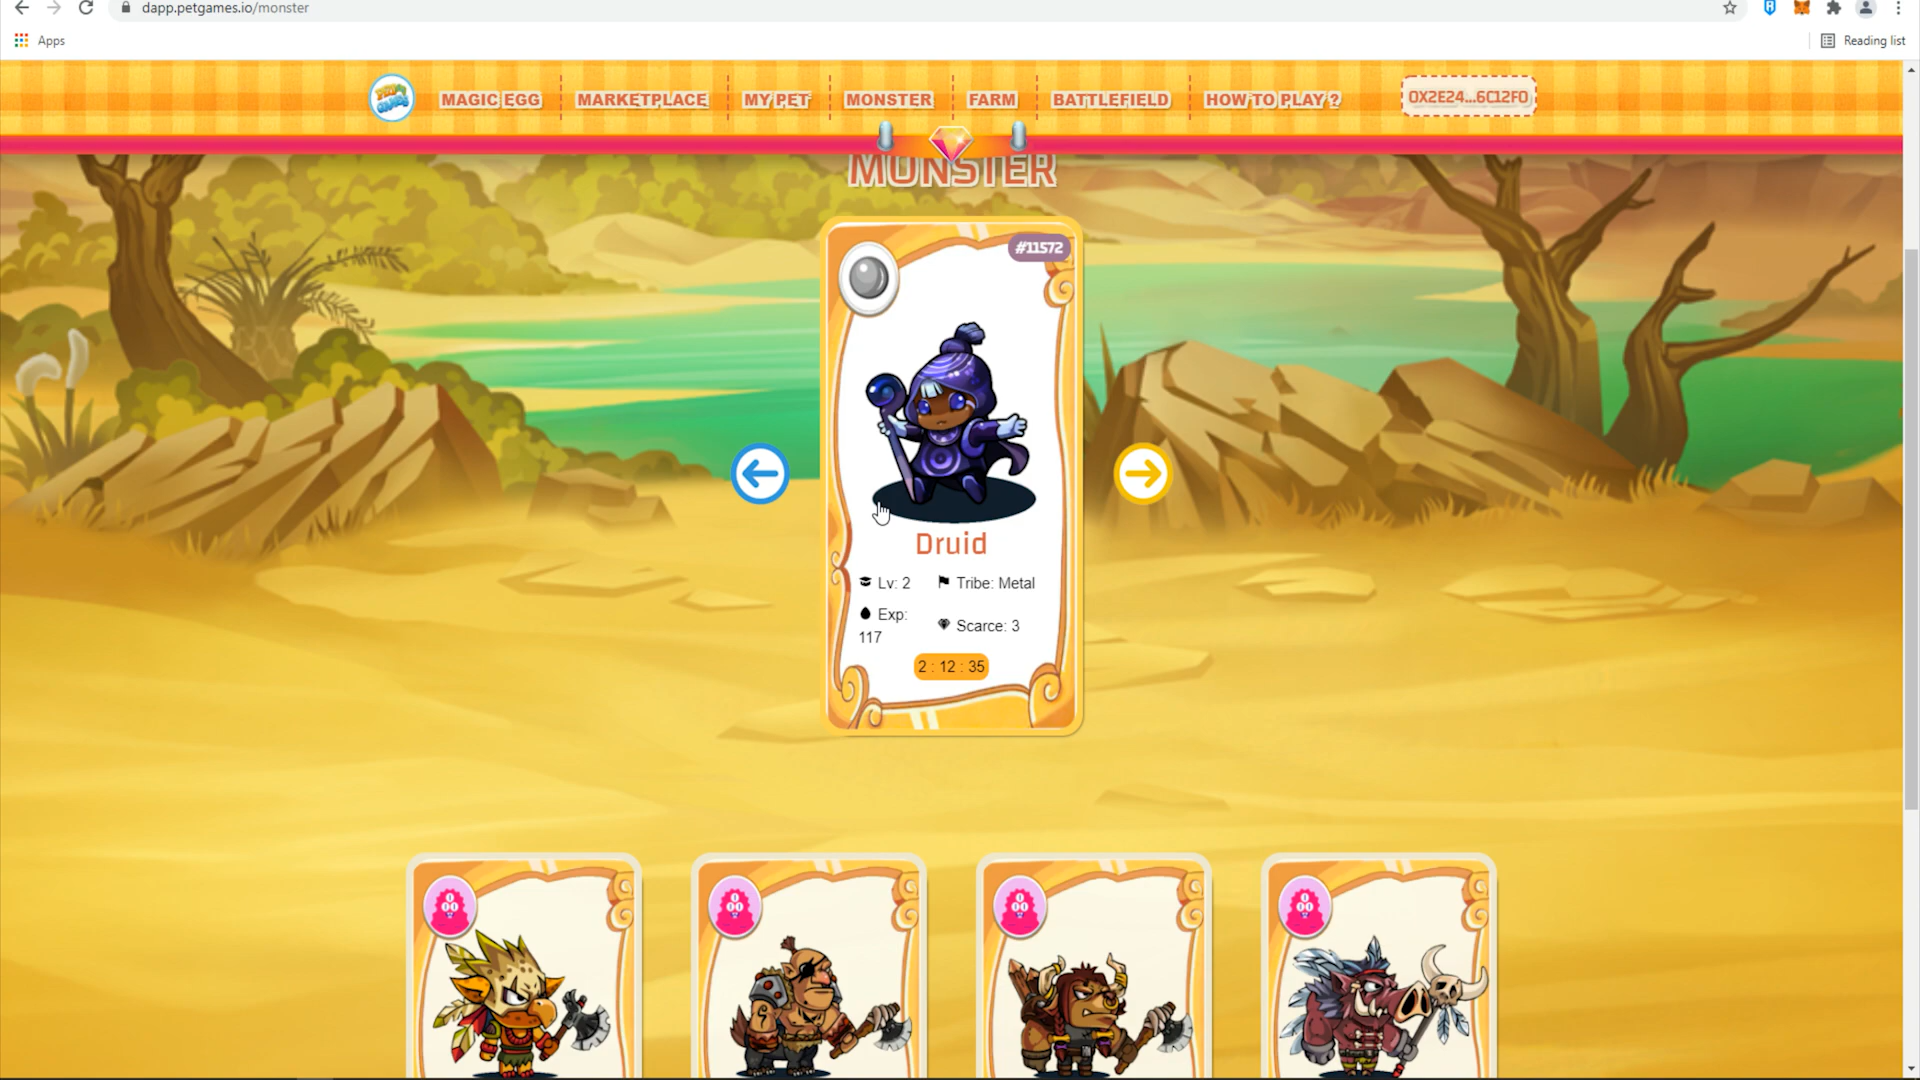 dapp.petgames.io/monster
Apps
Reading list
MAGIC EGG
MARKETPLACE
MY PET
MONSTER
FARM
BATTLEFIELD
HOW TO PLAY ?
0X2E24...6C12F0
MONSTER
#11572
Druid
Lv: 2
Tribe: Metal
Exp:
117
Scarce: 3
2 : 12 : 35